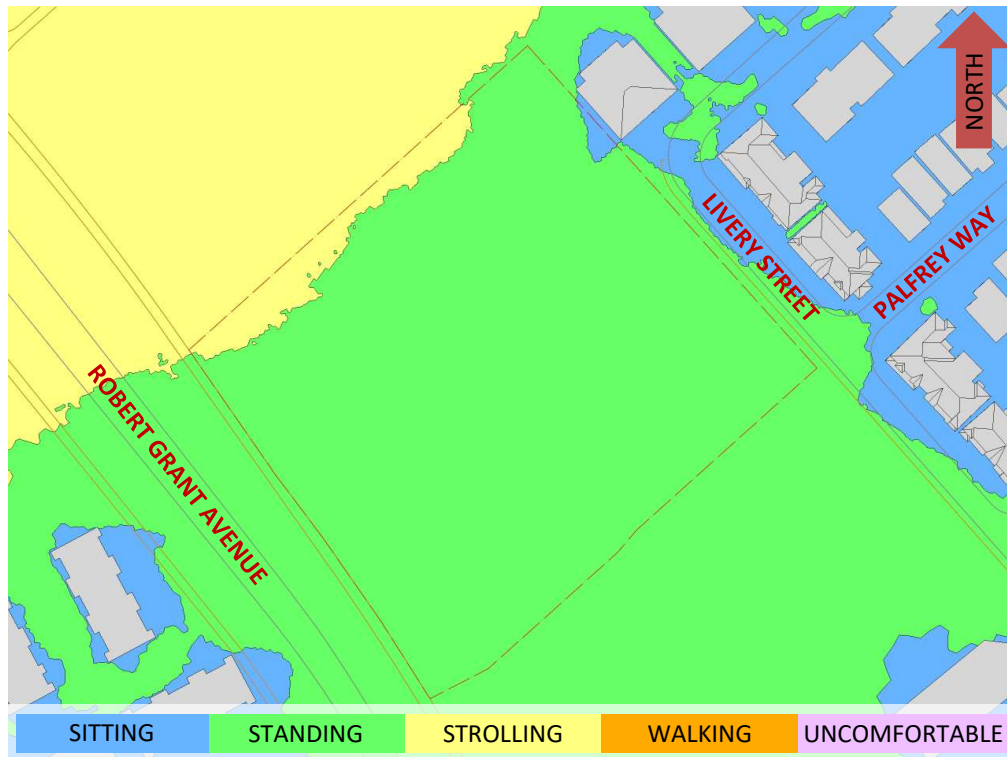 NORTH
LIVERY STREET
PALFREY WAY
ROBERT GRANT AVENUE
SITTING STANDING STROLLING WALKING UNCOMFORTABLE